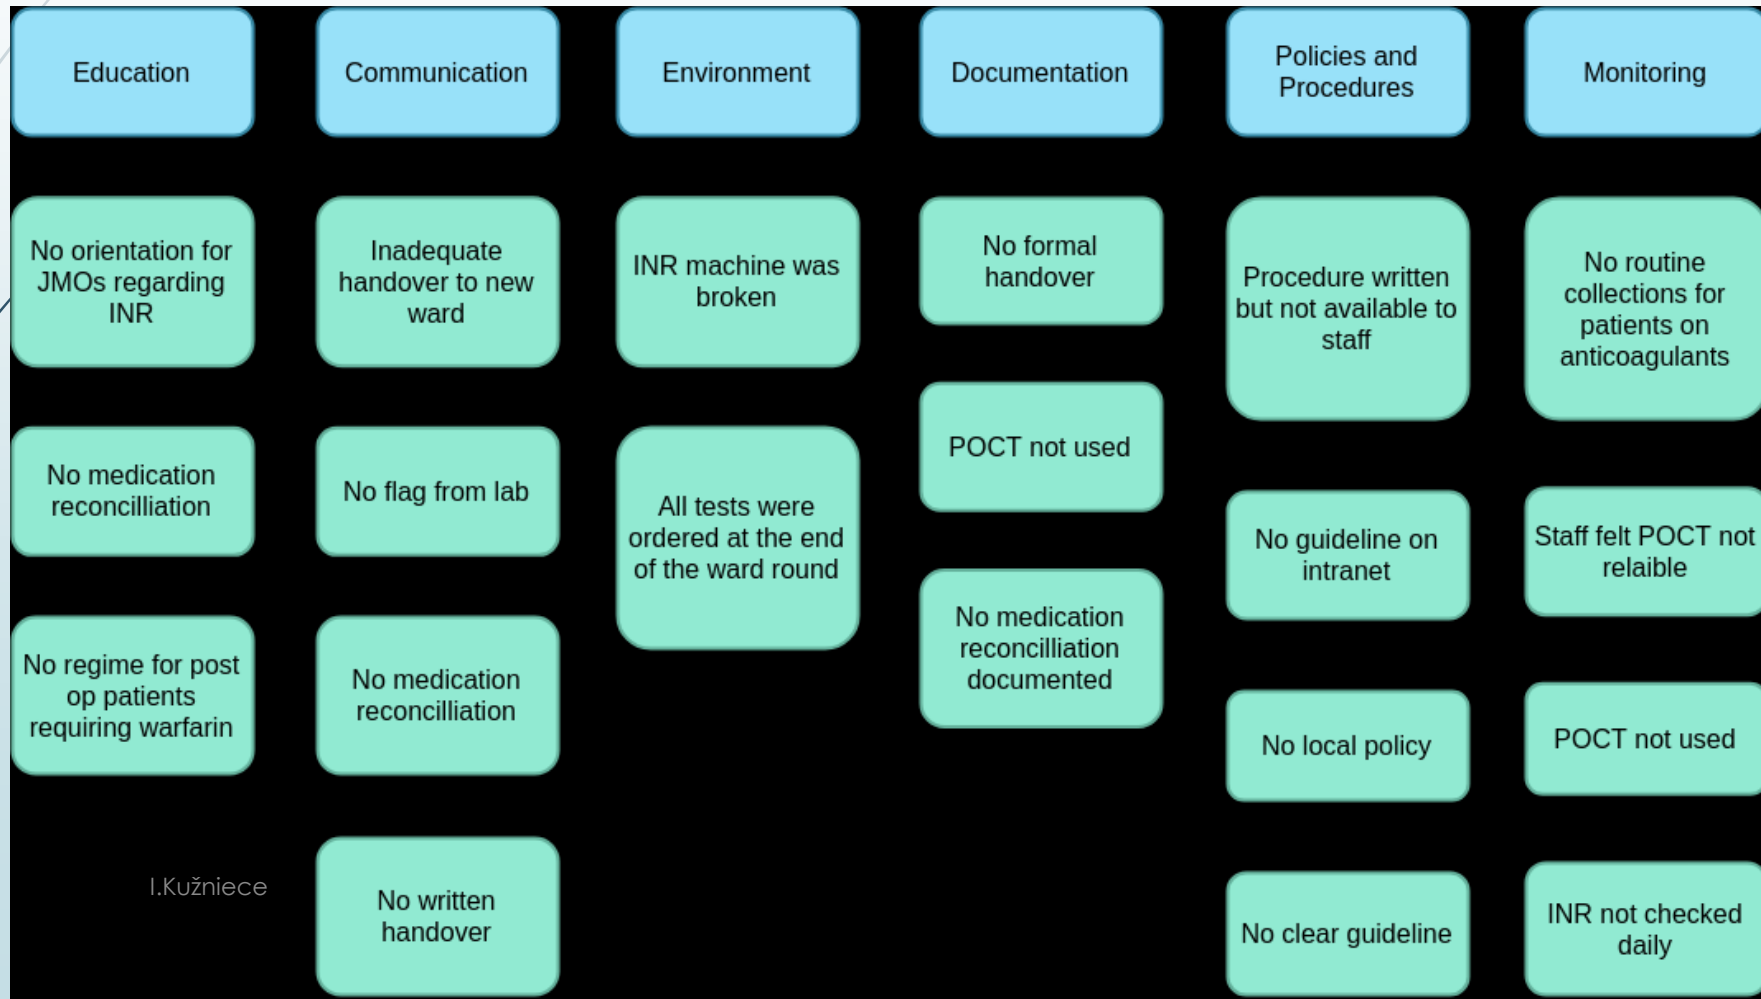 Education
No orientation for
JMOs regarding
INR
No medication
reconcilliation
No regime for post
op patients
requiring warfarin
Communication
Inadequate
handover to new
ward
No flag from lab
No medication
reconcilliation
No written
handover
Environment
INR machine was
broken
All tests were
ordered at the end
of the ward round
Documentation
No formal
handover
POCT not used
No medication
reconcilliation
documented
Policies and
Procedures
Procedure written
but not available to
staff
No guideline on
intranet
No local policy
No clear guideline
Monitoring
No routine
collections for
patients on
anticoagulants
Staff felt POCT not
relaible
POCT not used
INR not checked
daily
I.Kužniece